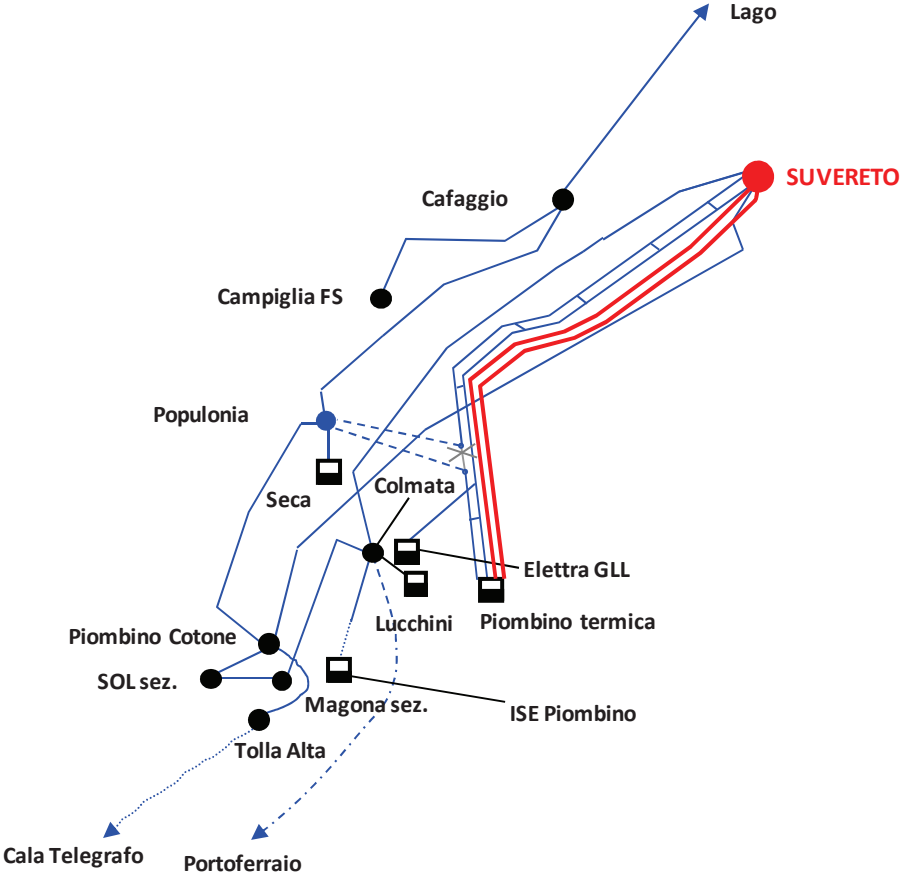 Lago
SUVERETO
Cafaggio
Campiglia FS
Populonia
Seca
Colmata
Elettra GLL
Lucchini
Piombino termica
Piombino Cotone
SOL sez.
Magona sez.
ISE Piombino
Tolla Alta
Cala Telegrafo
Portoferraio